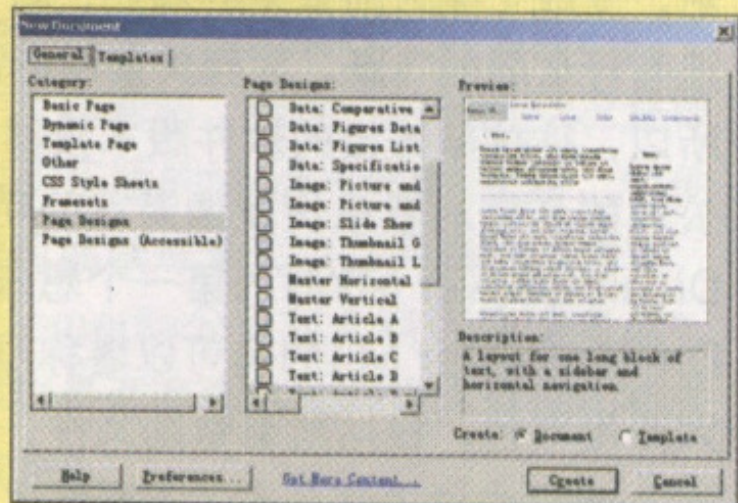 New Document
General
Templates
Category:
Basic Page
Dynamic Page
Template Page
Other
CSS Style Sheets
Framesets
Page Designs
Page Designs (Accessible)
Page Designs:
Data: Comparative
Data: Figures Data
Data: Figures List
Data: Specificatio
Image: Picture and
Image: Picture and
Image: Slide Show
Image: Thumbnail G
Image: Thumbnail L
Master Horizontal
Master Vertical
Text: Article A
Text: Article B
Text: Article C
Text: Article D
Preview:
Description:
A layout for one long block of
text, with a sidebar and
horizontal navigation.
Create: Document Template
Help
Preferences...
Get More Content...
Create
Cancel